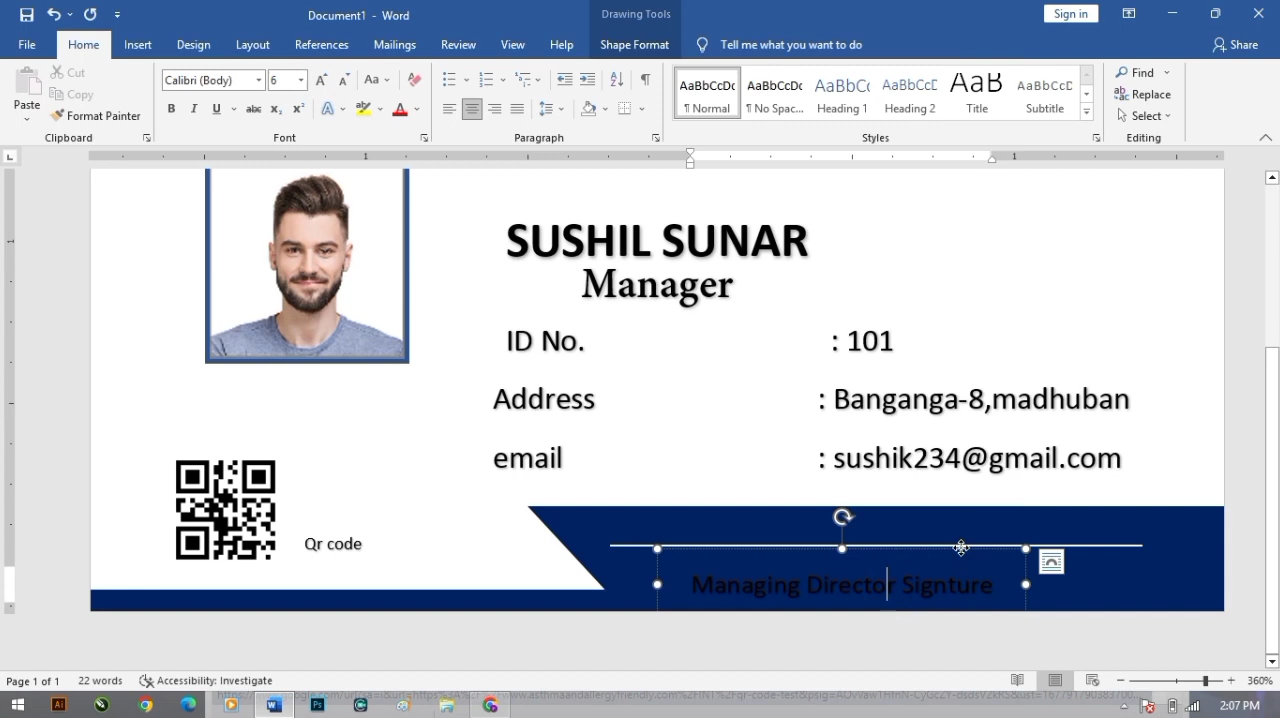 Document1 - Word
Drawing Tools
Sign in
File Home Insert Design Layout References Mailings Review View Help Shape Format Tell me what you want to do Share
Paste
Cut
Copy
Format Painter
Clipboard
Calibri (Body) 6
Font
Paragraph
AaBbCcDc AaBbCcDc AaBbCc AaBbCcD AaB AaBbCcD
¶ Normal ¶ No Spac... Heading 1 Heading 2 Title Subtitle
Styles
Find
Replace
Select
Editing
SUSHIL SUNAR
Manager
ID No. : 101
Address : Banganga-8,madhuban
email : sushik234@gmail.com
Qr code
Managing Director Signture
Page 1 of 1 22 words Accessibility: Investigate 360%
2:07 PM